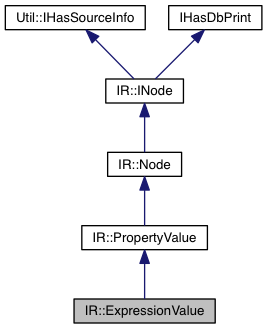 Util::IHasSourceInfo
IHasDbPrint
IR::INode
IR::Node
IR::PropertyValue
IR::ExpressionValue